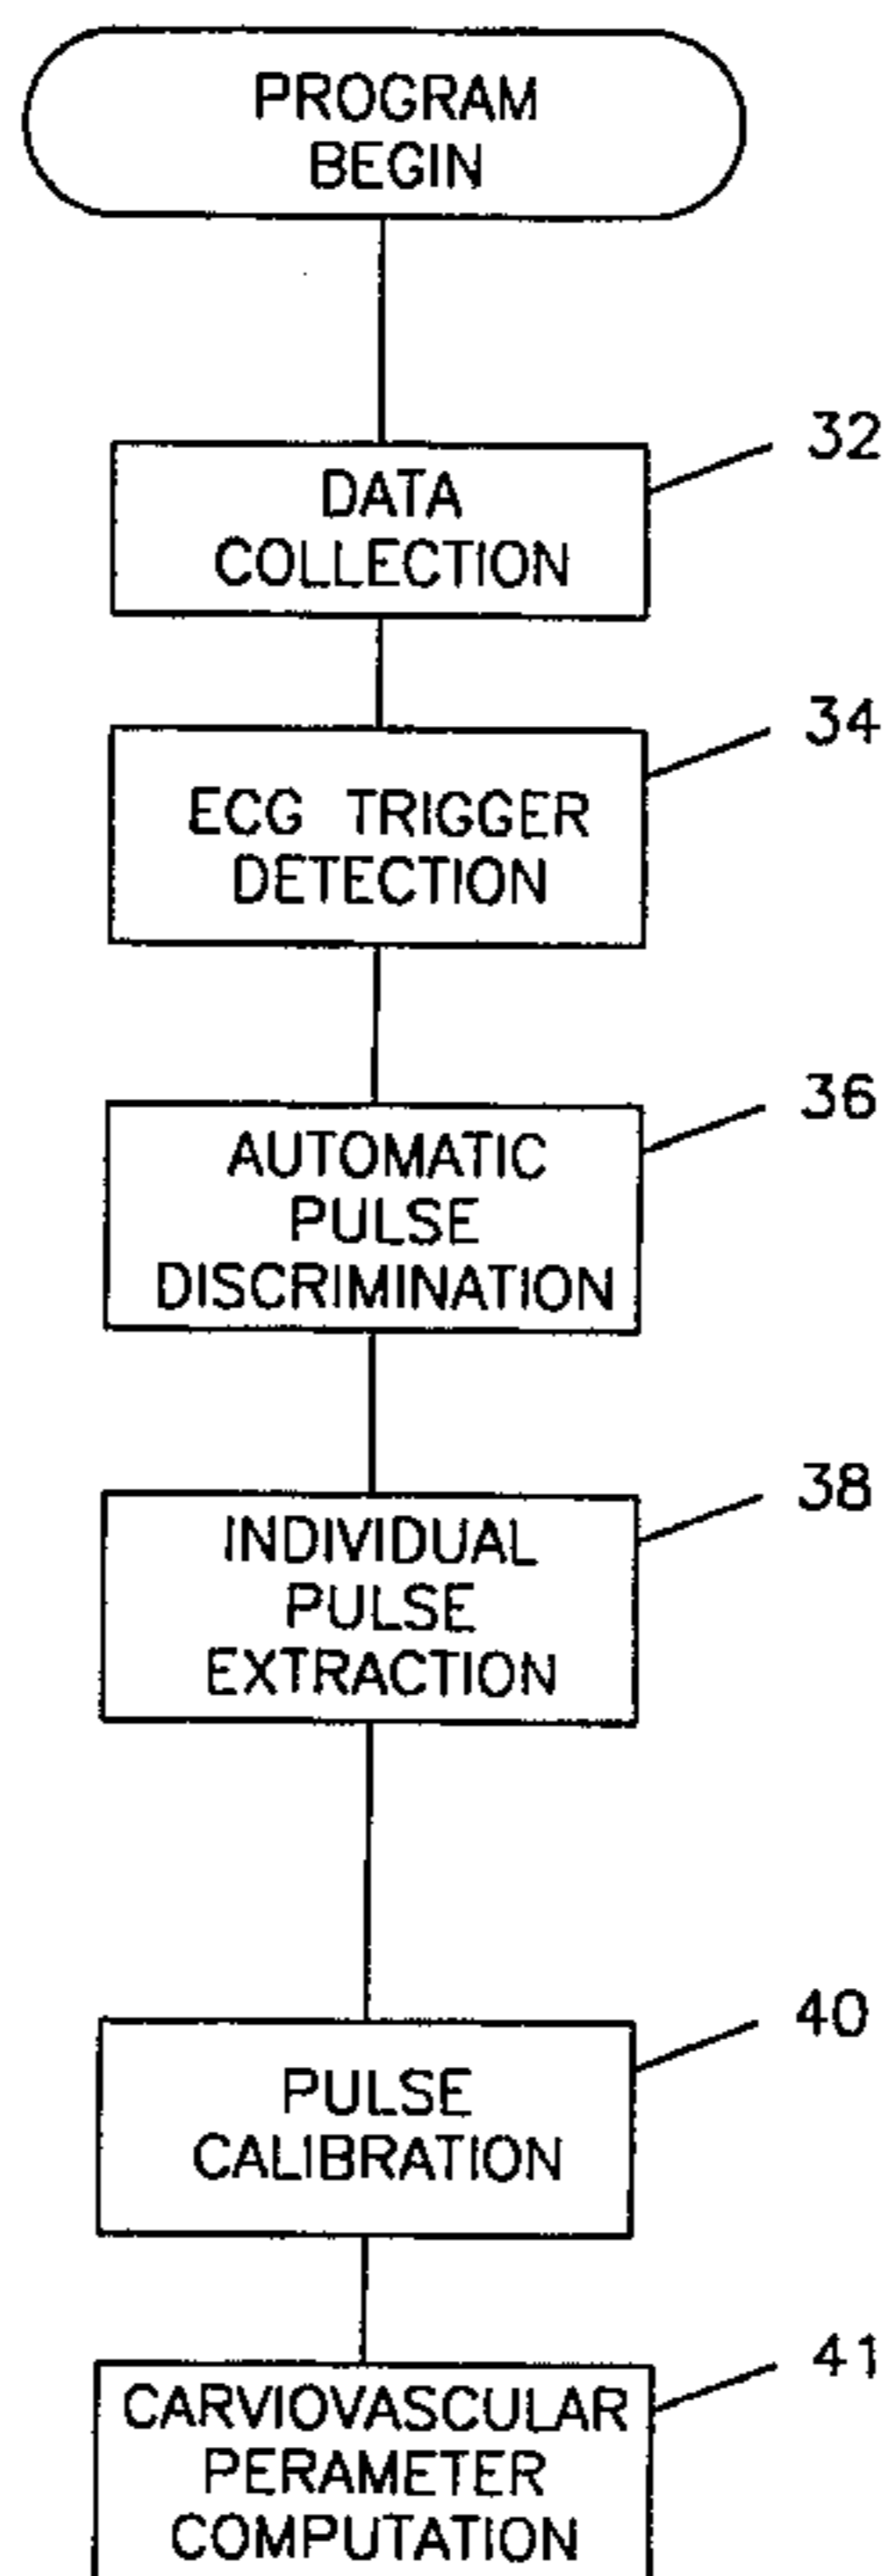 PROGRAM
BEGIN
32
DATA
COLLECTION
34
ECG TRIGGER
DETECTION
36
AUTOMATIC
PULSE
DISCRIMINATION
38
INDIVIDUAL
PULSE
EXTRACTION
40
PULSE
CALIBRATION
41
CARVIOVASCULAR
PERAMETER
COMPUTATION